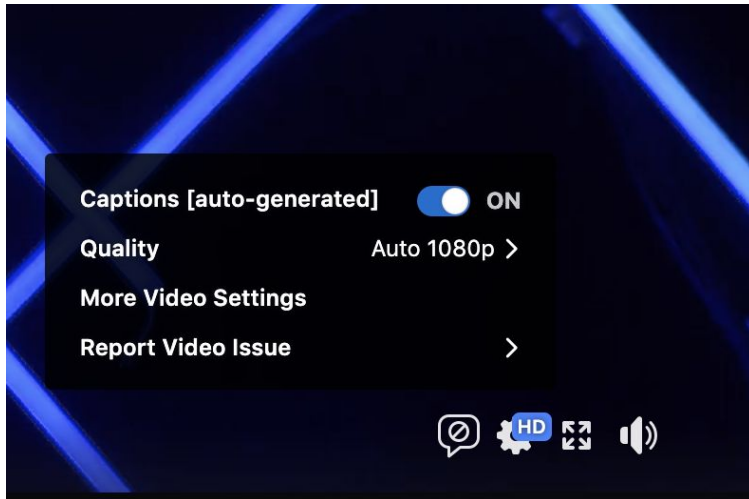 Captions [auto-generated] ON
Quality Auto 1080p
More Video Settings
Report Video Issue
HD